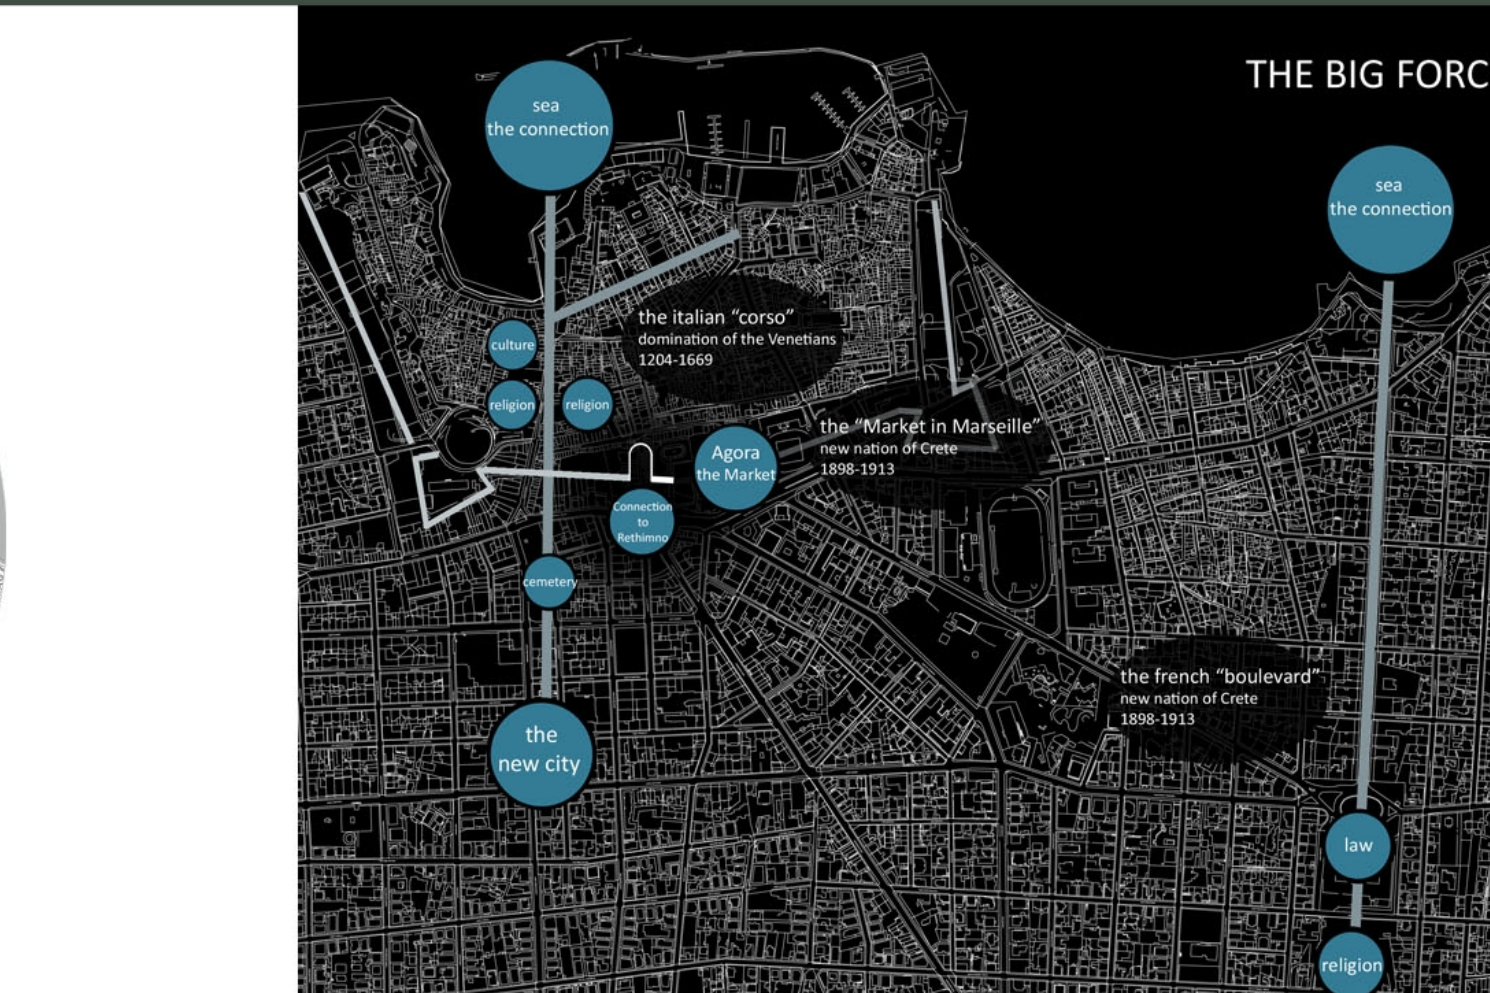 THE BIG FORC
sea
the connection
sea
the connection
the italian “corso”
domination of the Venetians
1204-1669
culture
religion
religion
the “Market in Marseille”
new nation of Crete
1898-1913
Agora
the Market
Connection
to
Rethimno
cemetery
the french “boulevard”
new nation of Crete
1898-1913
the
new city
law
religion